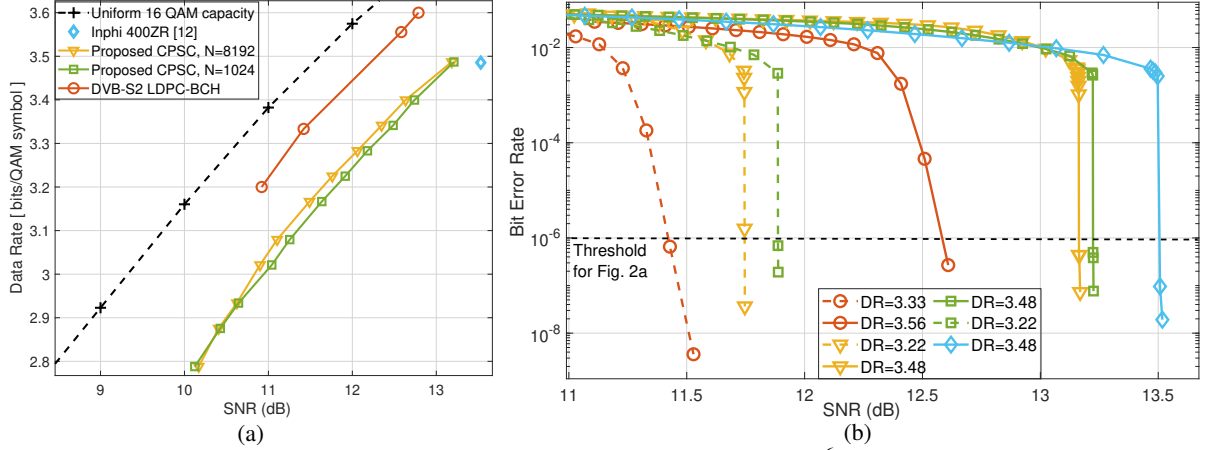 Uniform 16 QAM capacity
Inphi 400ZR [12]
Proposed CPSC, N=8192
Proposed CPSC, N=1024
DVB-S2 LDPC-BCH
Data Rate [ bits/QAM symbol]
3.6
3.5
3.4
3.3
3.2
3.1
3
2.9
2.8
9
10
11
12
13
SNR (dB)
(a)
Bit Error Rate
10^-2
10^-4
10^-6
10^-8
Threshold
for Fig. 2a
DR=3.33
DR=3.56
DR=3.22
DR=3.48
DR=3.48
DR=3.22
DR=3.48
11
11.5
12
12.5
13
13.5
SNR (dB)
(b)